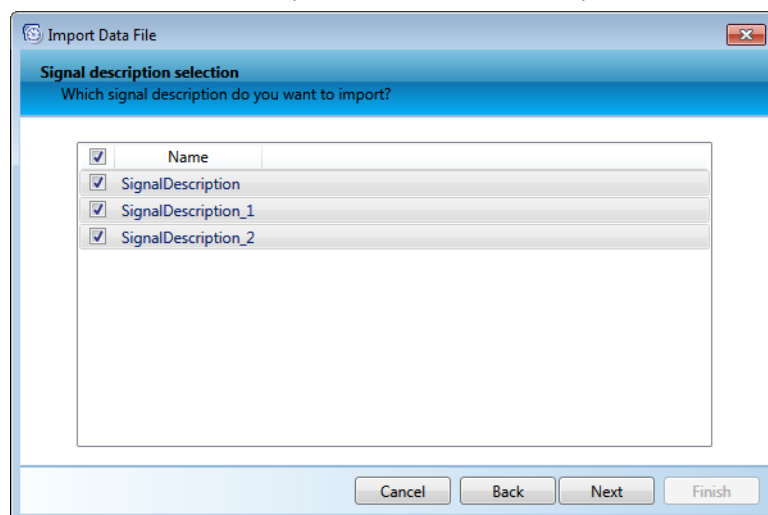 Import Data File
Signal description selection
Which signal description do you want to import?
Name
SignalDescription
SignalDescription_1
SignalDescription_2
Cancel Back Next Finish